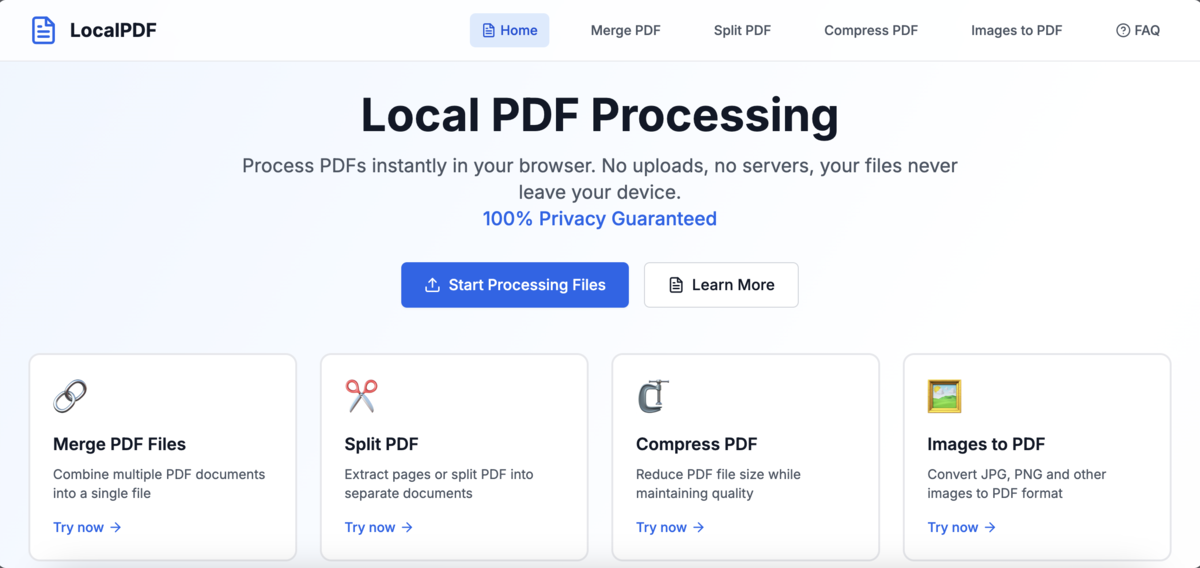 LocalPDF
Home
Merge PDF
Split PDF
Compress PDF
Images to PDF
FAQ
Local PDF Processing
Process PDFs instantly in your browser. No uploads, no servers, your files never
leave your device.
100% Privacy Guaranteed
Start Processing Files
Learn More
Merge PDF Files
Combine multiple PDF documents
into a single file
Try now →
Split PDF
Extract pages or split PDF into
separate documents
Try now →
Compress PDF
Reduce PDF file size while
maintaining quality
Try now →
Images to PDF
Convert JPG, PNG and other
images to PDF format
Try now →